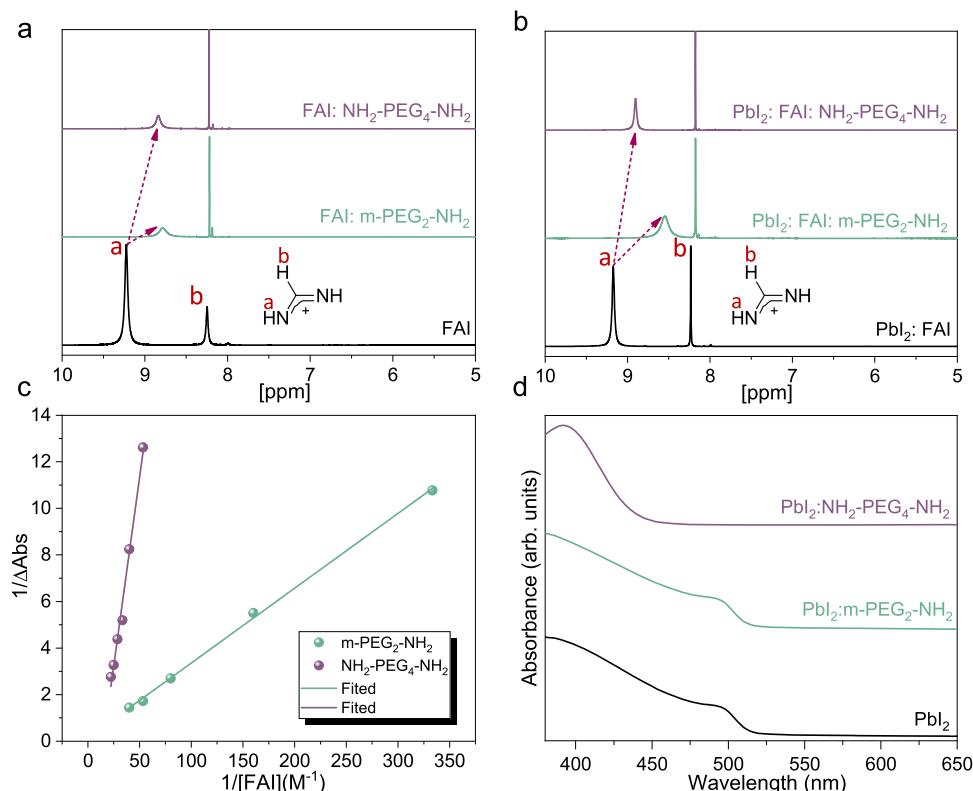 a
FAI: NH₂-PEG₄-NH₂
FAI: m-PEG₂-NH₂
a
b
b
H
a
HN
NH
+
FAI
10 9 8 7 6 5
[ppm]
b
PbI₂: FAI: NH₂-PEG₄-NH₂
PbI₂: FAI: m-PEG₂-NH₂
a
b
b
H
a
HN
NH
+
PbI₂: FAI
10 9 8 7 6 5
[ppm]
c
14
12
10
8
6
4
2
0
1/ΔAbs
m-PEG₂-NH₂
NH₂-PEG₄-NH₂
Fited
Fited
0 50 100 150 200 250 300 350
1/[FAI](M⁻¹)
d
Absorbance (arb. units)
PbI₂:NH₂-PEG₄-NH₂
PbI₂:m-PEG₂-NH₂
PbI₂
400 450 500 550 600 650
Wavelength (nm)